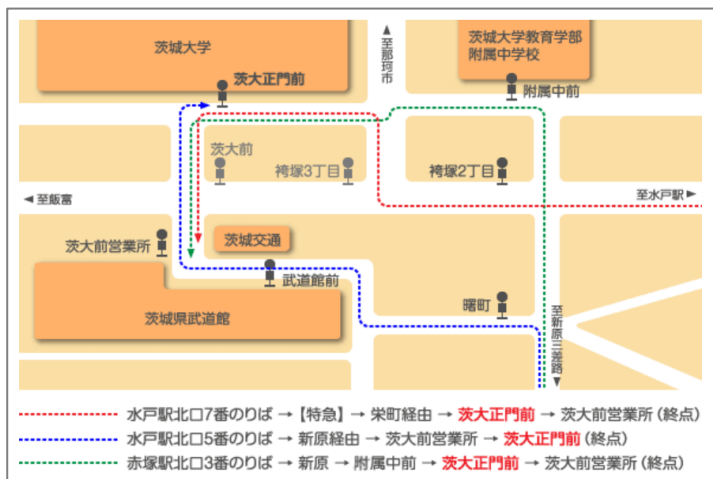 茨城大学
至那珂市
茨城大学教育学部
附属中学校
茨大正門前
附属中前
茨大前
袴塚3丁目
袴塚2丁目
◀至飯富
至水戸駅▶
茨大前営業所
茨城交通
武道館前
茨城県武道館
曙町
至新原三差路
水戸駅北口7番のりば → 【特急】 → 栄町経由 → 茨大正門前 → 茨大前営業所 (終点)
水戸駅北口5番のりば → 新原経由 → 茨大前営業所 → 茨大正門前 (終点)
赤塚駅北口3番のりば → 新原 → 附属中前 → 茨大正門前 → 茨大前営業所 (終点)